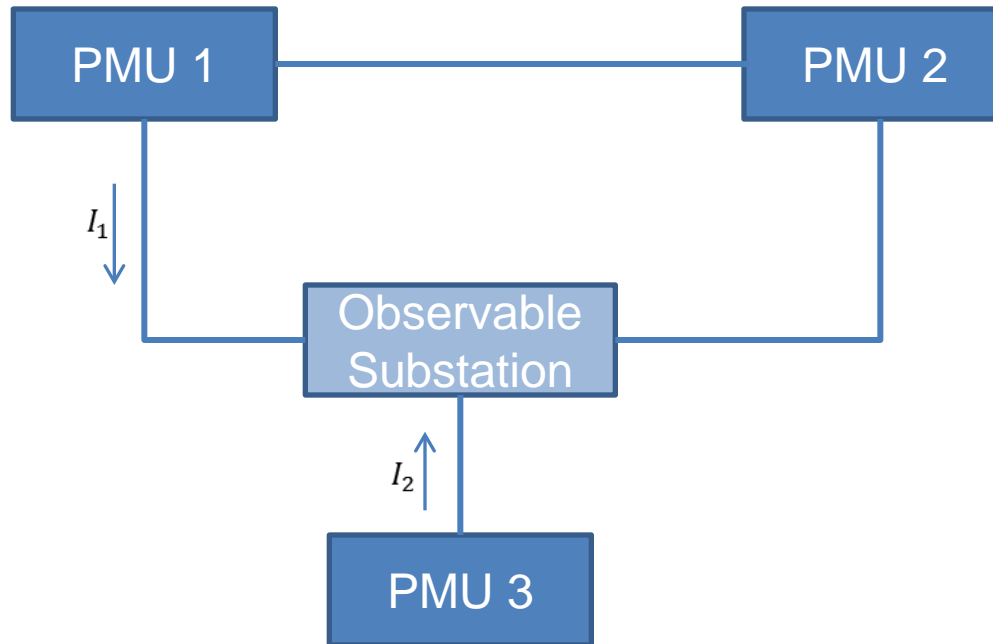 PMU 1
PMU 2
I₁
Observable
Substation
I₂
PMU 3